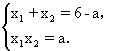 x₁ + x₂ = 6 - a,
x₁x₂ = a.